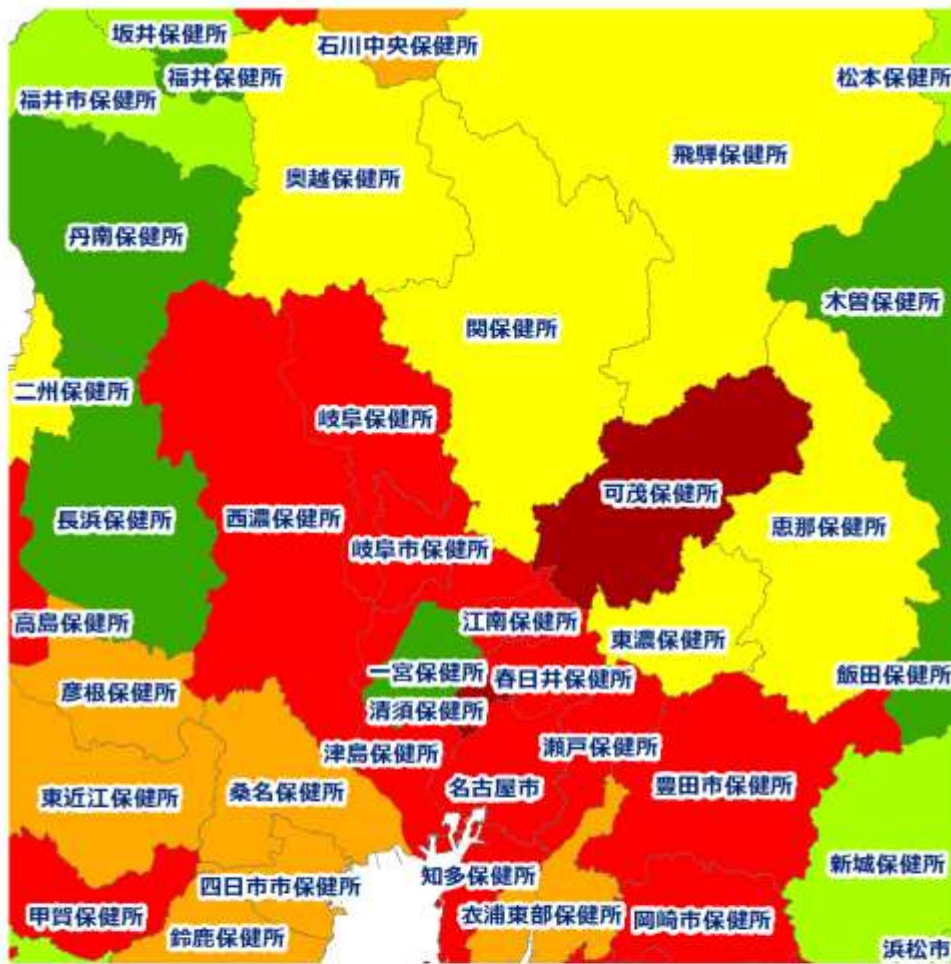 坂井保健所
石川中央保健所
福井保健所
松本保健所
福井市保健所
飛騨保健所
奥越保健所
丹南保健所
木曽保健所
関保健所
二州保健所
岐阜保健所
可茂保健所
長浜保健所
西濃保健所
恵那保健所
岐阜市保健所
高島保健所
江南保健所
東濃保健所
一宮保健所
春日井保健所
飯田保健所
彦根保健所
清須保健所
津島保健所
瀬戸保健所
東近江保健所
桑名保健所
名古屋市
豊田市保健所
新城保健所
知多保健所
四日市市保健所
甲賀保健所
衣浦東部保健所
岡崎市保健所
鈴鹿保健所
浜松市